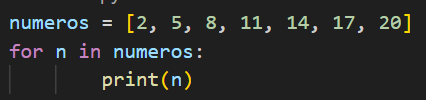 numeros = [2, 5, 8, 11, 14, 17, 20]
for n in numeros:
        print(n)